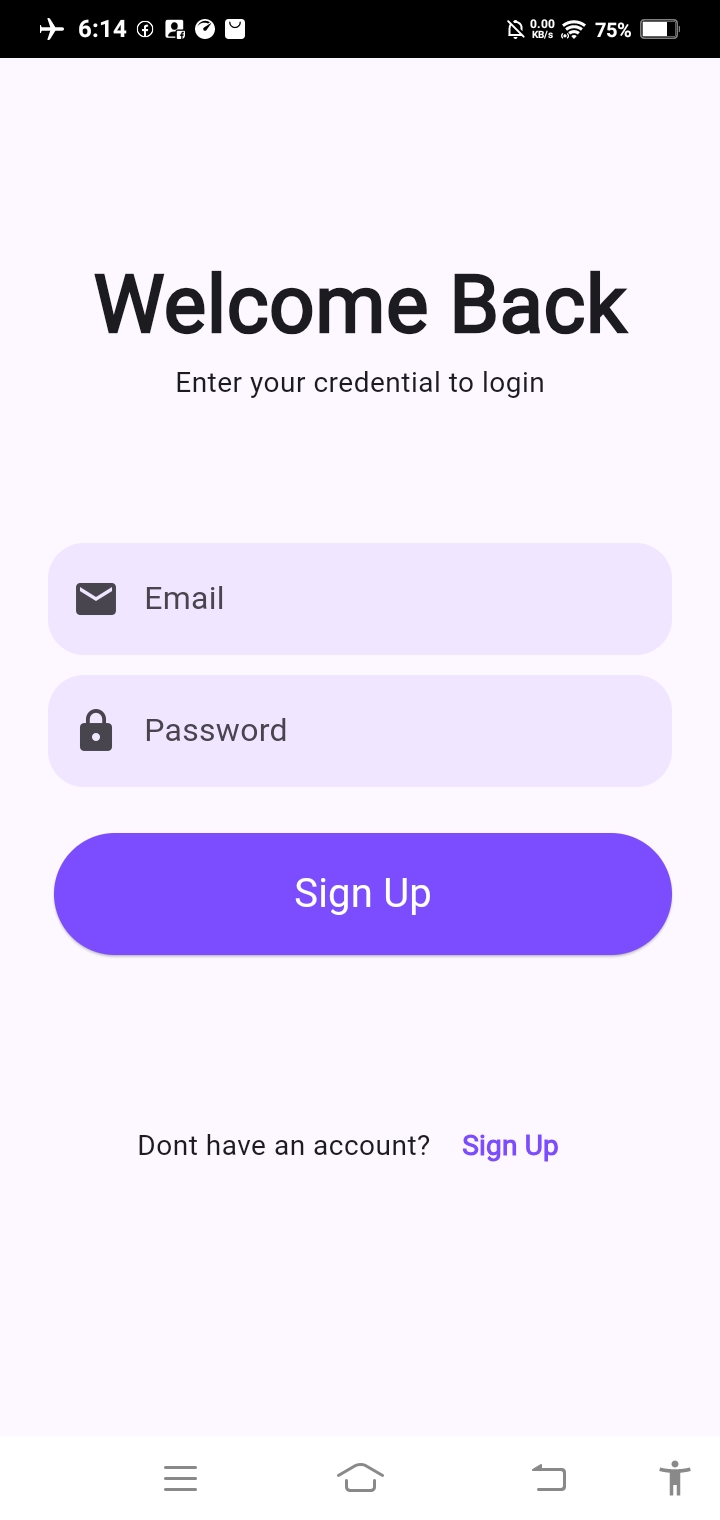 6:14 0.00 KB/s 75%
Welcome Back
Enter your credential to login
Email
Password
Sign Up
Dont have an account? Sign Up